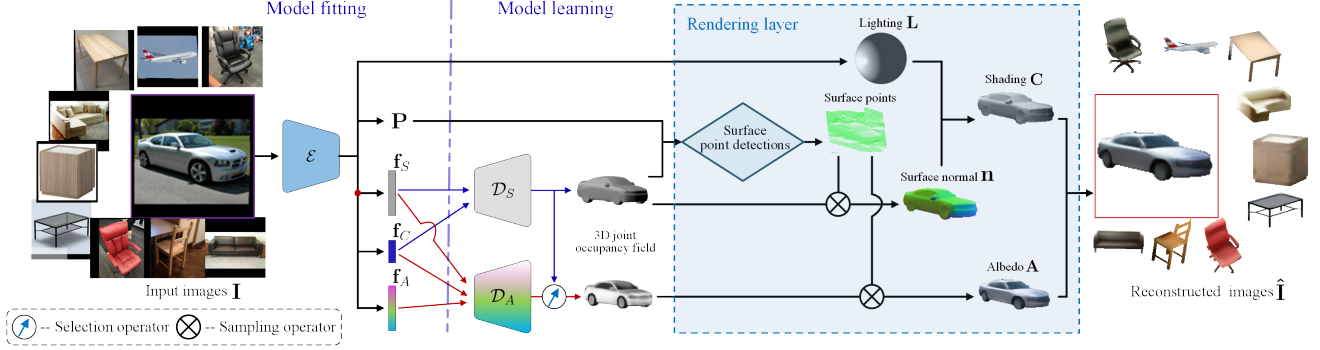 Model fitting
Model learning
Rendering layer
Lighting L
Shading C
Surface points
P
Surface
point detections
ℰ
f_S
𝒟_S
Surface normal n
f_C
3D joint
occupancy field
f_A
𝒟_A
Albedo A
Input images I
Reconstructed images Î
-- Selection operator
-- Sampling operator